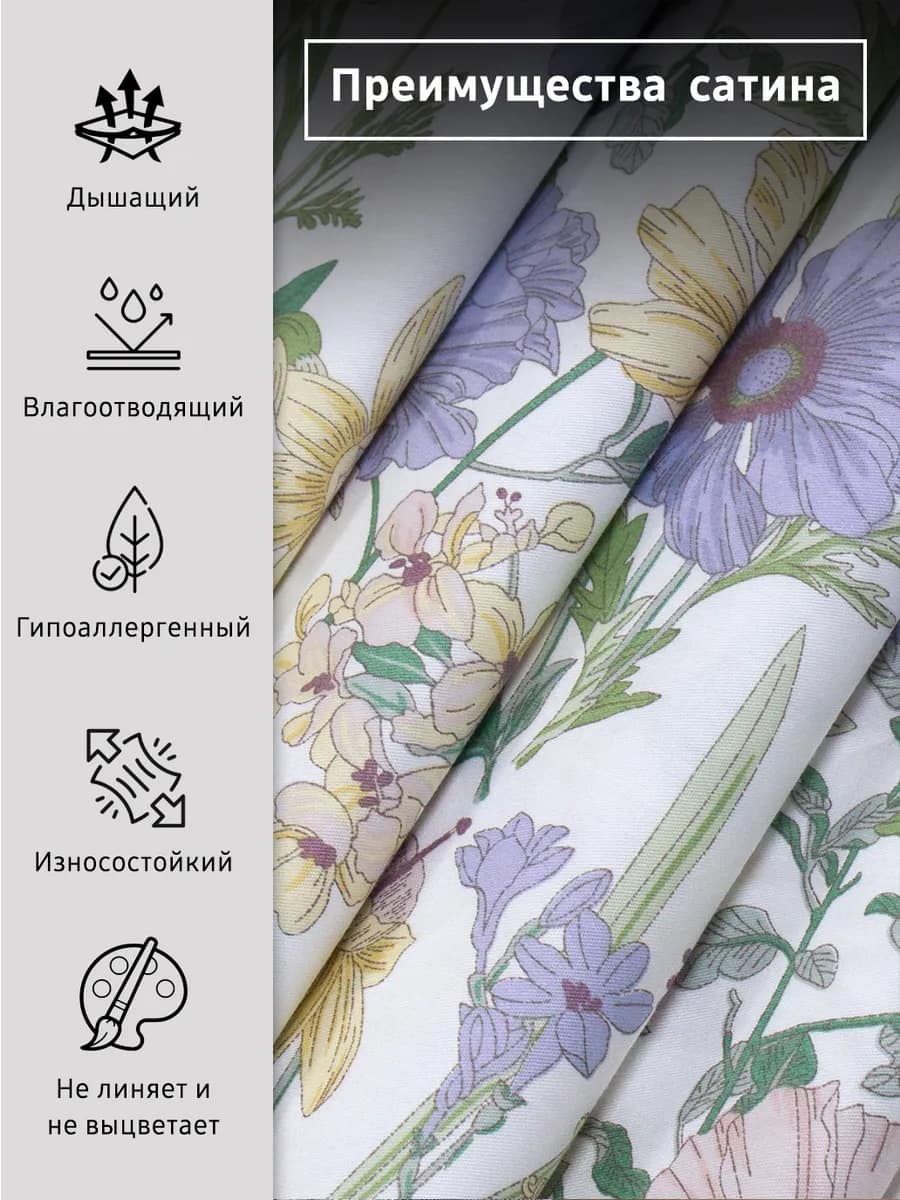 Преимущества сатина
Дышащий
Влагоотводящий
Гипоаллергенный
Износостойкий
Не линяет и
не выцветает